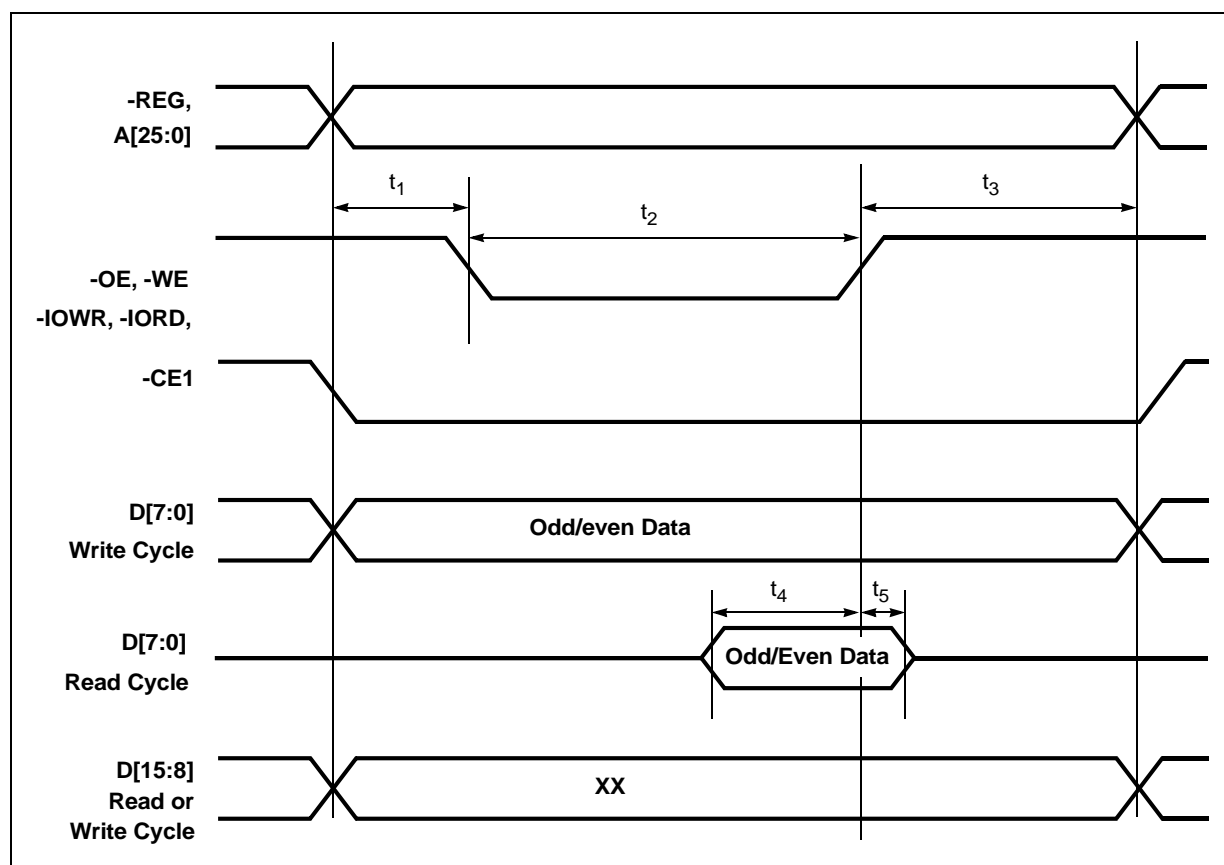 -REG,
A[25:0]
t1
t2
t3
-OE, -WE
-IOWR, -IORD,
-CE1
D[7:0]
Write Cycle
Odd/even Data
t4
t5
D[7:0]
Read Cycle
Odd/Even Data
D[15:8]
Read or
Write Cycle
XX